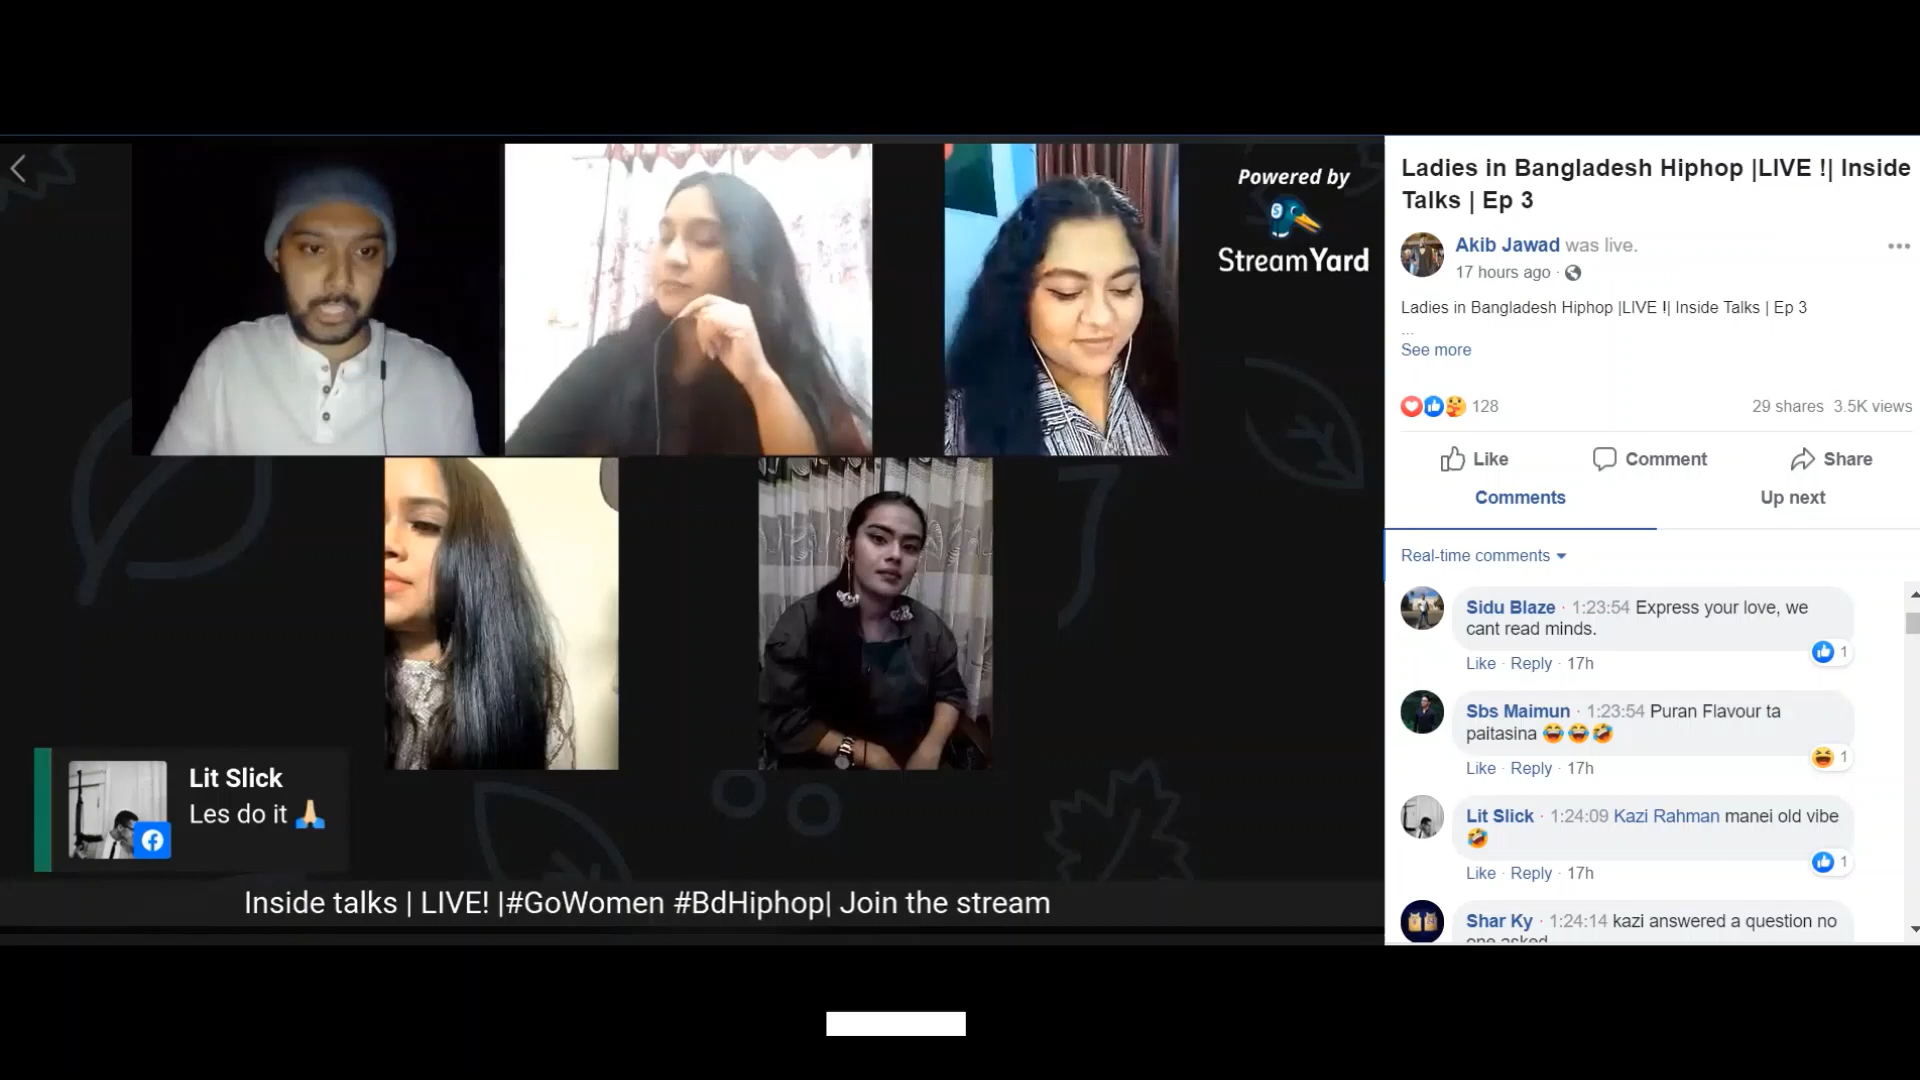 Powered by
S
StreamYard
Lit Slick
Les do it 🙏🏼
Inside talks | LIVE! |#GoWomen #BdHiphop| Join the stream
Ladies in Bangladesh Hiphop |LIVE !| Inside
Talks | Ep 3
Akib Jawad was live.
17 hours ago ·
Ladies in Bangladesh Hiphop |LIVE !| Inside Talks | Ep 3
...
See more
128
29 shares 3.5K views
Like Comment Share
Comments Up next
Real-time comments
Sidu Blaze · 1:23:54 Express your love, we
cant read minds.
1
Like · Reply · 17h
Sbs Maimun · 1:23:54 Puran Flavour ta
paitasina 😂😂🤣
1
Like · Reply · 17h
Lit Slick · 1:24:09 Kazi Rahman manei old vibe
🤣
1
Like · Reply · 17h
Shar Ky · 1:24:14 kazi answered a question no
one asked